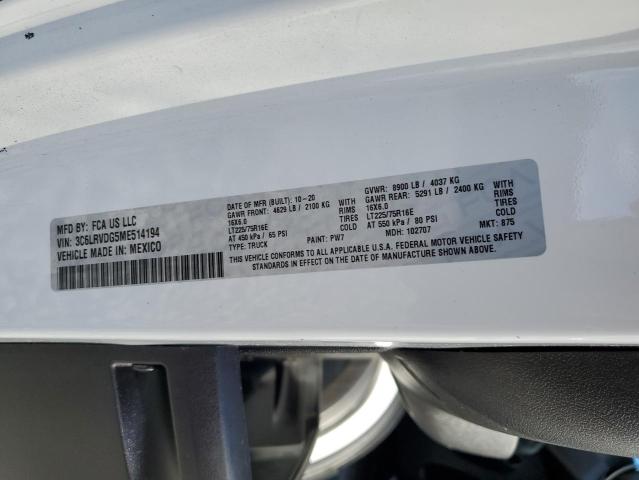 MFD BY: FCA US LLC
VIN: 3C6LRVDG5ME514194
VEHICLE MADE IN: MEXICO
DATE OF MFR (BUILT): 10-20
GAWR FRONT: 4629 LB / 2100 KG WITH
16X6.0 RIMS
LT225/75R16E TIRES
AT 450 kPa / 65 PSI COLD
TYPE: TRUCK
PAINT: PW7
GVWR: 8900 LB / 4037 KG
GAWR REAR: 5291 LB / 2400 KG WITH
16X6.0 RIMS
LT225/75R16E TIRES
AT 550 kPa / 80 PSI COLD
MDH: 102707
MKT: 875
THIS VEHICLE CONFORMS TO ALL APPLICABLE U.S.A. FEDERAL MOTOR VEHICLE SAFETY
STANDARDS IN EFFECT ON THE DATE OF MANUFACTURE SHOWN ABOVE